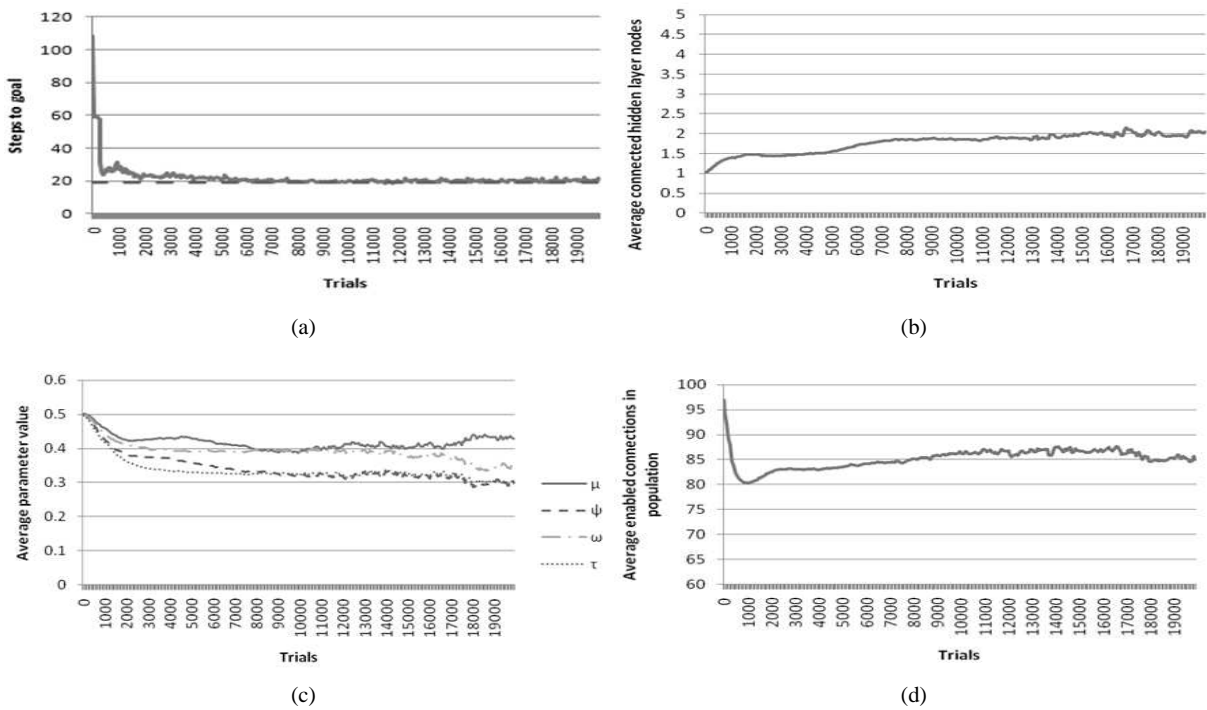 120
100
80
60
40
20
0
Steps to goal
0 1000 2000 3000 4000 5000 6000 7000 8000 9000 10000 11000 12000 13000 14000 15000 16000 17000 18000 19000
Trials
(a)
5
4.5
4
3.5
3
2.5
2
1.5
1
0.5
0
Average connected hidden layer nodes
0 1000 2000 3000 4000 5000 6000 7000 8000 9000 10000 11000 12000 13000 14000 15000 16000 17000 18000 19000
Trials
(b)
0.6
0.5
0.4
0.3
0.2
0.1
0
Average parameter value
0 1000 2000 3000 4000 5000 6000 7000 8000 9000 10000 11000 12000 13000 14000 15000 16000 17000 18000 19000
Trials
μ
ψ
ω
τ
(c)
100
95
90
85
80
75
70
65
60
Average enabled connections in
population
0 1000 2000 3000 4000 5000 6000 7000 8000 9000 10000 11000 12000 13000 14000 15000 16000 17000 18000 19000
Trials
(d)